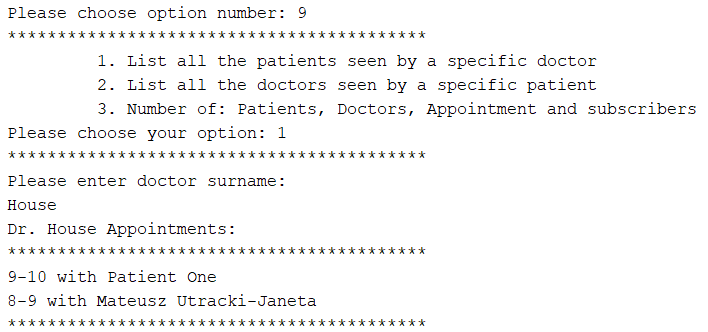 Please choose option number: 9
******************************************
1. List all the patients seen by a specific doctor
2. List all the doctors seen by a specific patient
3. Number of: Patients, Doctors, Appointment and subscribers
Please choose your option: 1
******************************************
Please enter doctor surname:
House
Dr. House Appointments:
******************************************
9-10 with Patient One
8-9 with Mateusz Utracki-Janeta
******************************************